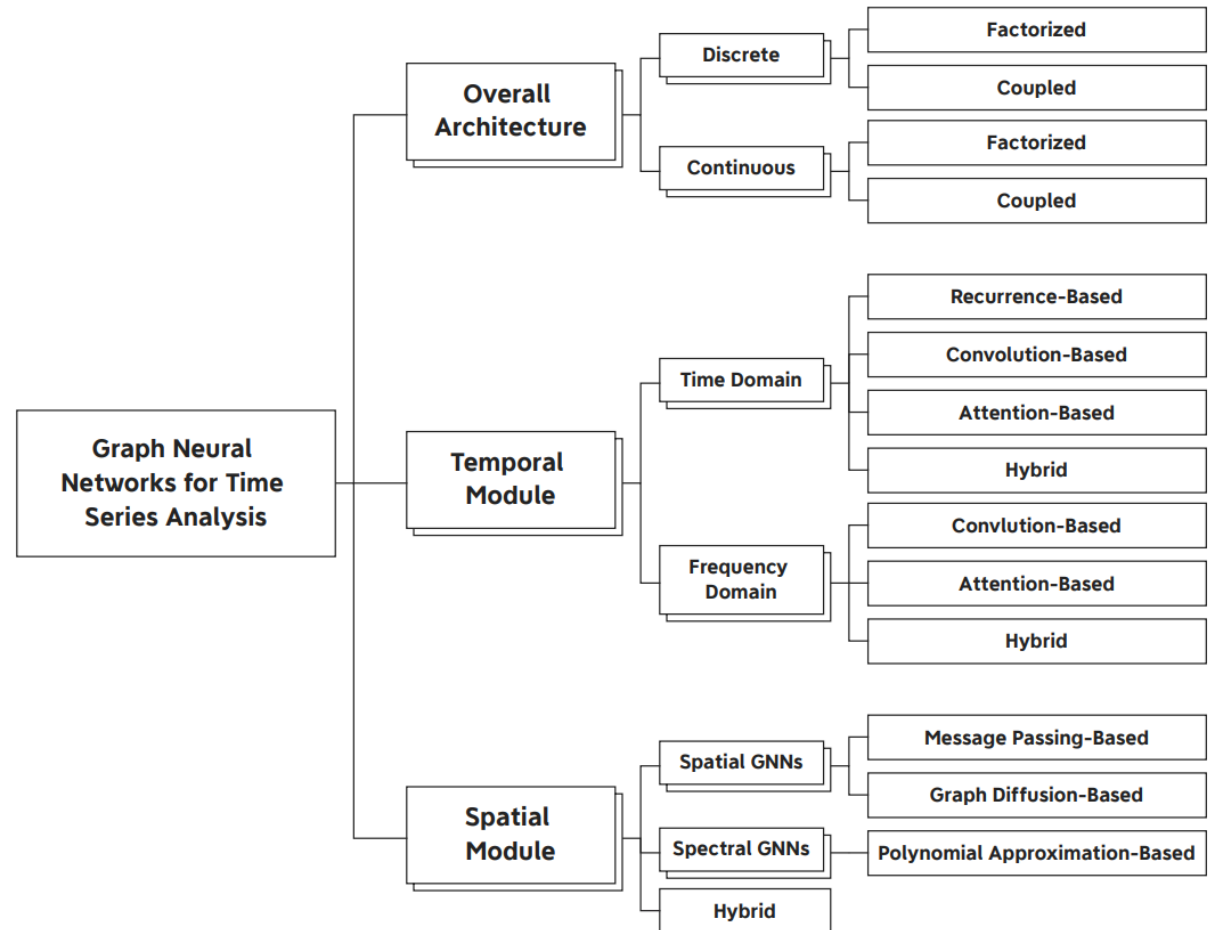 Graph Neural
Networks for Time
Series Analysis
Overall
Architecture
Discrete
Factorized
Coupled
Continuous
Factorized
Coupled
Temporal
Module
Time Domain
Recurrence-Based
Convolution-Based
Attention-Based
Hybrid
Frequency
Domain
Convlution-Based
Attention-Based
Hybrid
Spatial
Module
Spatial GNNs
Message Passing-Based
Graph Diffusion-Based
Spectral GNNs
Polynomial Approximation-Based
Hybrid